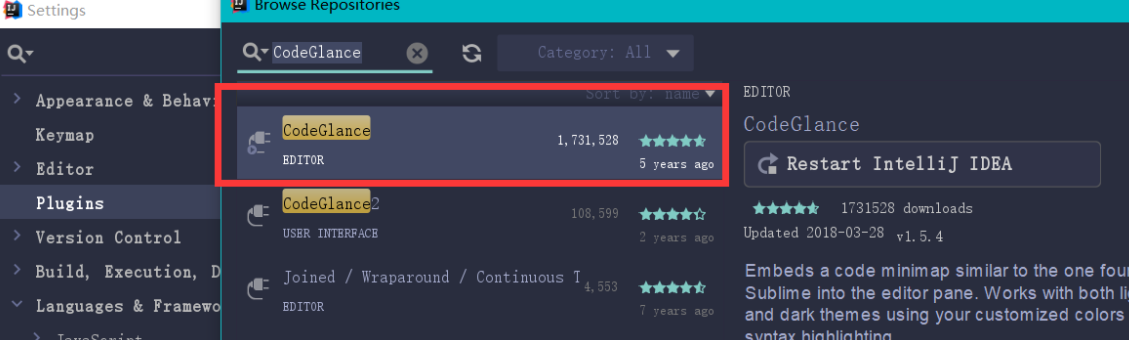 Settings
Browse Repositories
CodeGlance
Category: All
Appearance & Behav
Keymap
Editor
Plugins
Version Control
Build, Execution, D
Languages & Framewo
JavaScript
Sort by: name
CodeGlance
1,731,528
EDITOR
5 years ago
CodeGlance2
108,599
USER INTERFACE
2 years ago
Joined / Wraparound / Continuous T
4,553
EDITOR
7 years ago
EDITOR
CodeGlance
Restart IntelliJ IDEA
1731528 downloads
Updated 2018-03-28 v1.5.4
Embeds a code minimap similar to the one four
Sublime into the editor pane. Works with both li
and dark themes using your customized colors
syntax highlighting